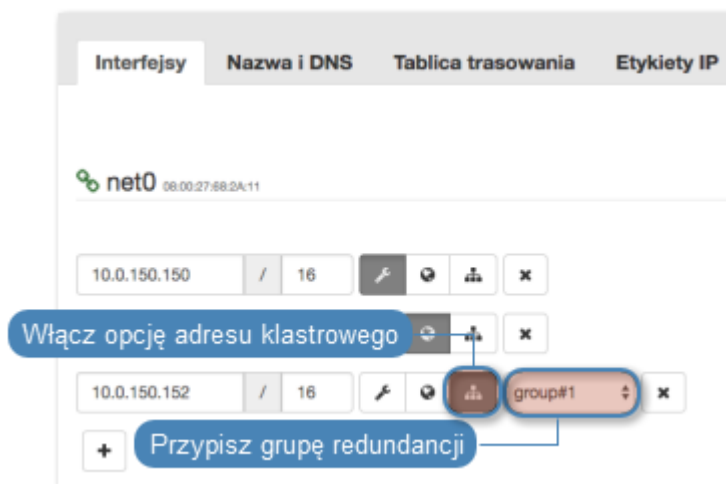 Interfejsy Nazwa i DNS Tablica trasowania Etykiety IP
net0 08:00:27:68:2A:11
10.0.150.150 / 16
Włącz opcję adresu klastrowego
10.0.150.152 / 16 group#1
Przypisz grupę redundancji